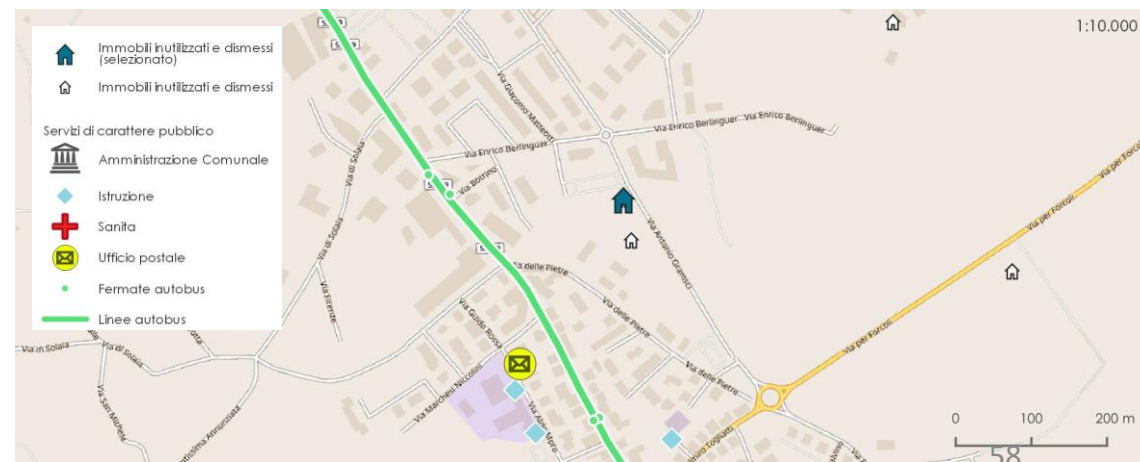 Immobili inutilizzati e dismessi
(selezionato)
Immobili inutilizzati e dismessi
Servizi di carattere pubblico
Amministrazione Comunale
Istruzione
Sanita
Ufficio postale
Fermate autobus
Linee autobus
1:10.000
Via Giacomo Matteotti
Via Enrico Berlinguer
Via Enrico Berlinguer
Via Enrico Berlinguer
Via di Solaia
Via Botrino
Via per Forcoli
Via per Forcoli
Via di Solaia
Via Antonio Gramsci
Via delle Pietre
Via Firenze
Via delle Pietre
Via Guido Rossa
Via per Forcoli
Via di Solaia
Via di Solaia
Via Marchesi Niccolini
Via delle Pietre
Via San Michele
Via Aldo Moro
0 100 200 m
58